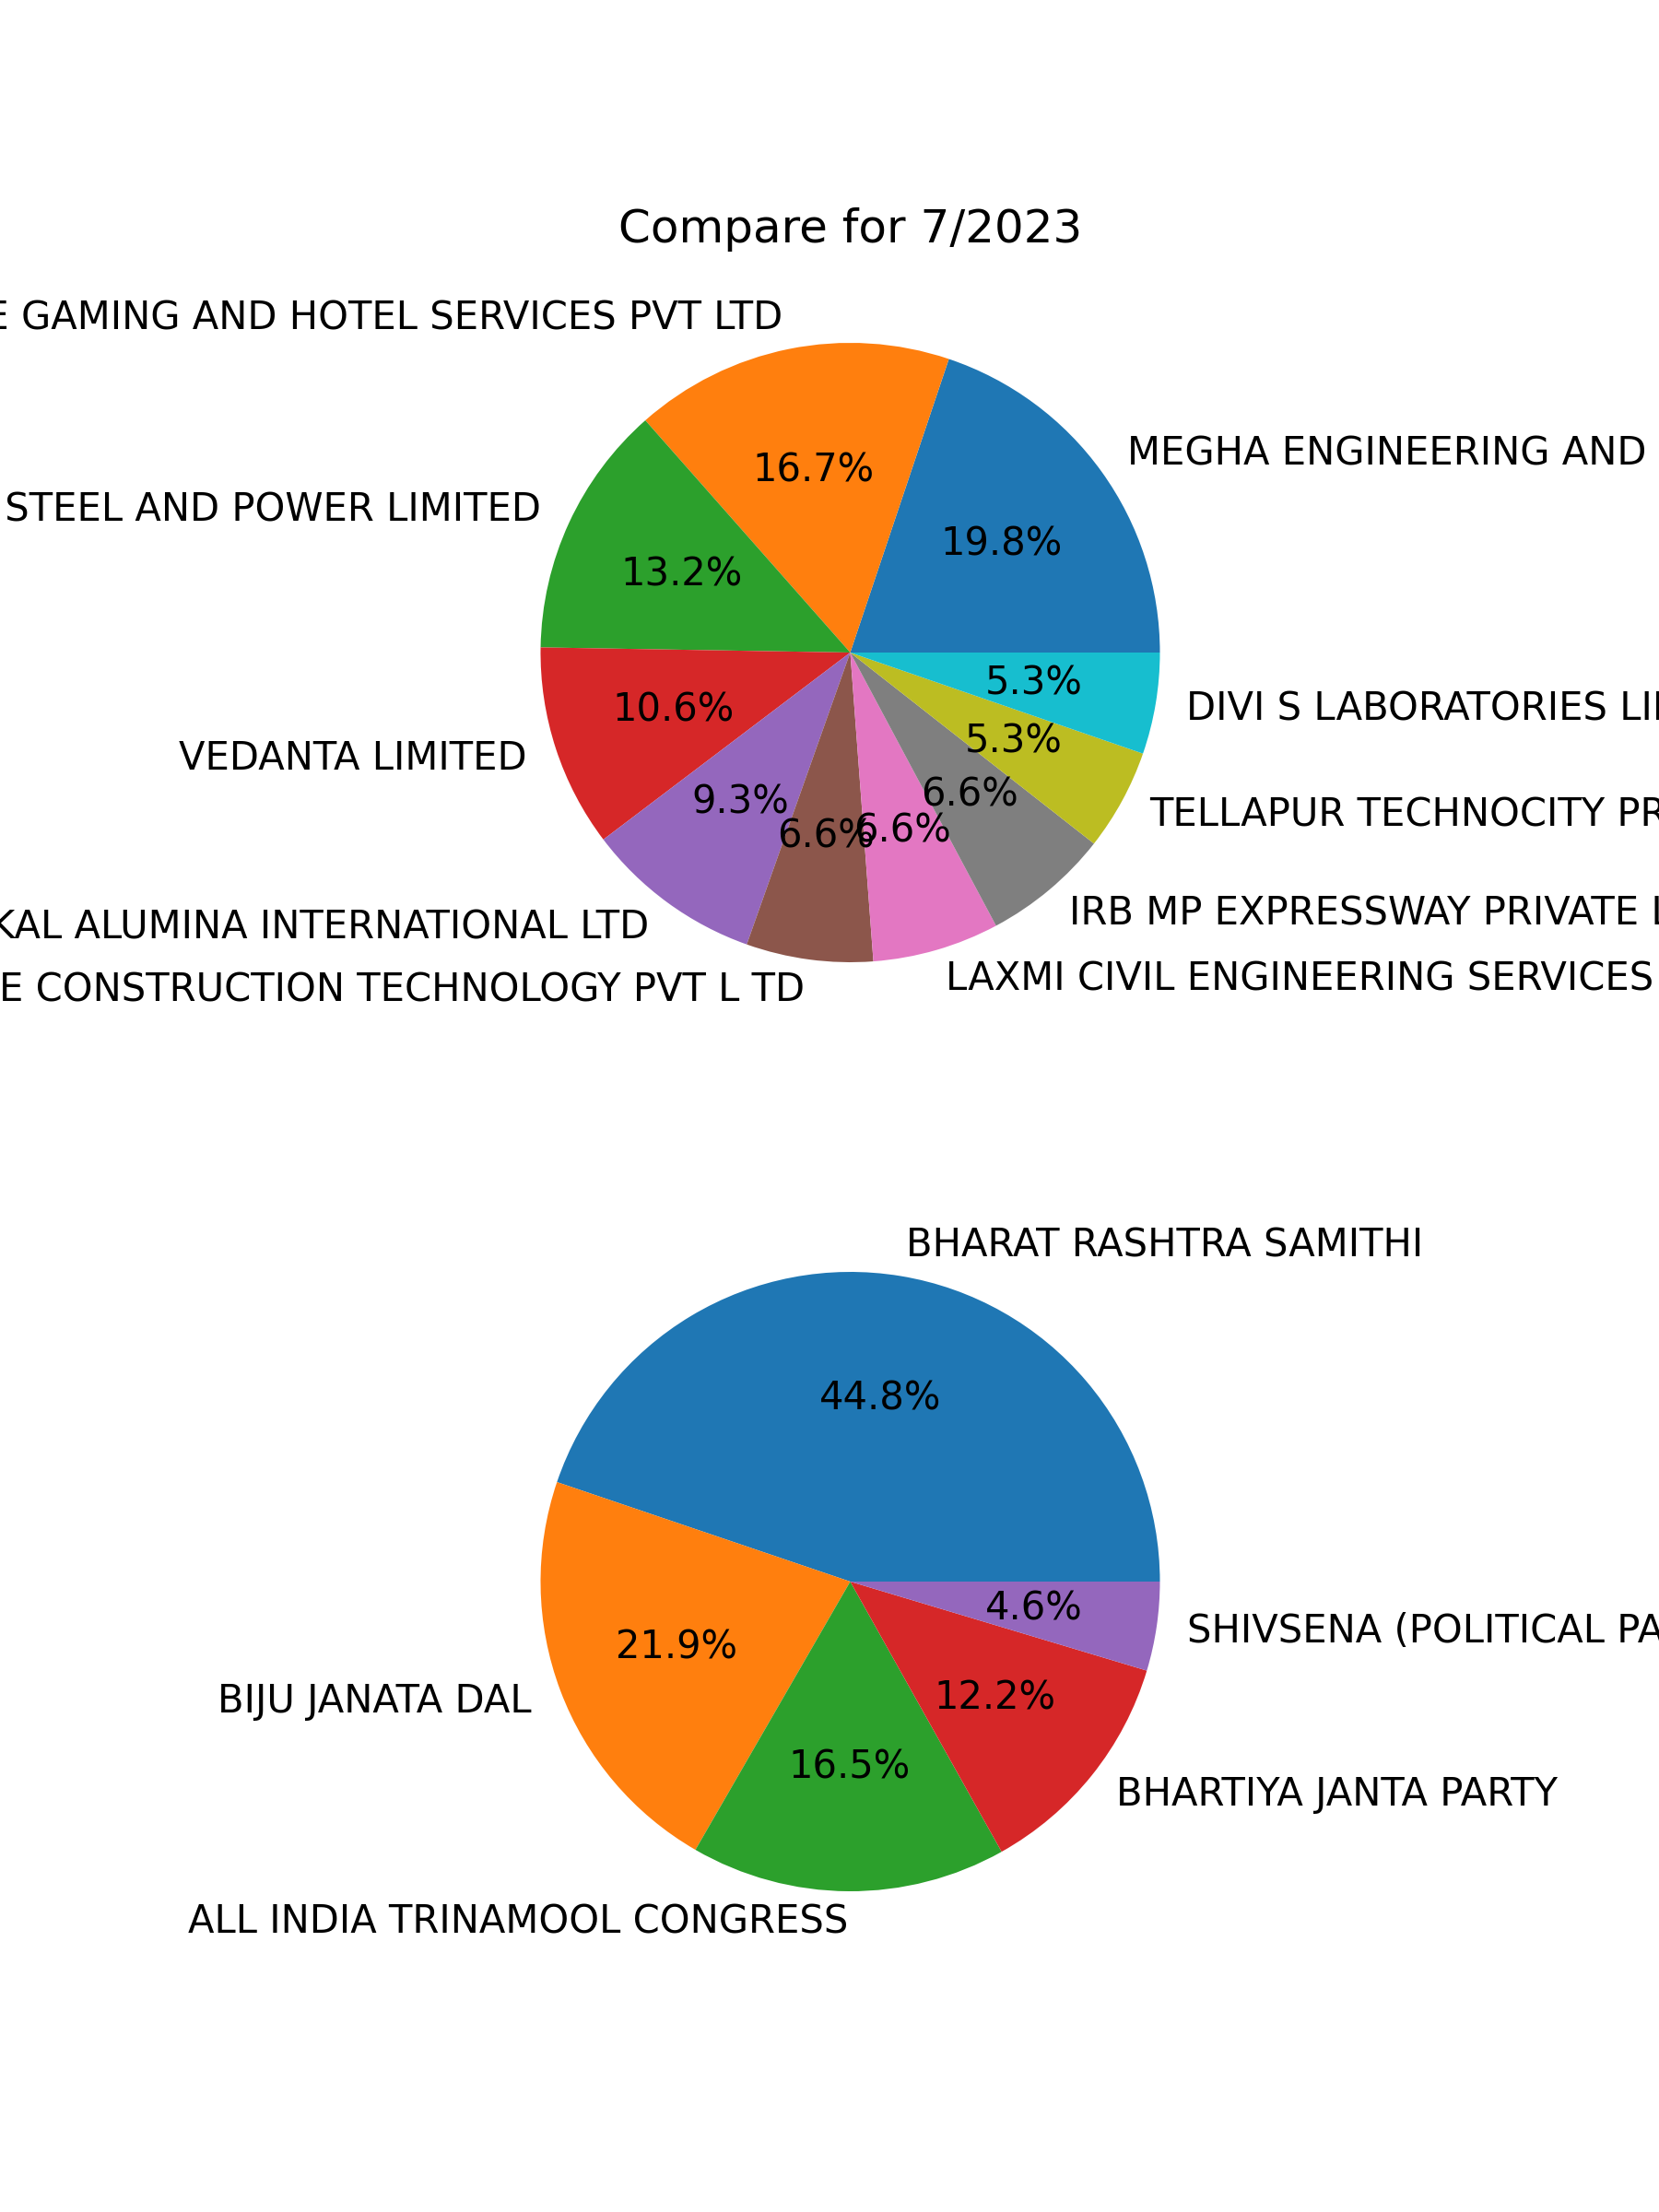 Compare for 7/2023
GAMING AND HOTEL SERVICES PVT LTD
MEGHA ENGINEERING AND
16.7%
STEEL AND POWER LIMITED
19.8%
13.2%
5.3%
DIVI S LABORATORIES
10.6%
5.3%
VEDANTA LIMITED
9.3%
6.6%
TELLAPUR TECHNOCITY
6.6%
6.6%
IRB MP EXPRESSWAY PRIVATE
ALUMINA INTERNATIONAL LTD
LAXMI CIVIL ENGINEERING SERVICES
CONSTRUCTION TECHNOLOGY PVT L TD
BHARAT RASHTRA SAMITHI
44.8%
4.6%
SHIVSENA (POLITICAL
21.9%
BIJU JANATA DAL
12.2%
16.5%
BHARTIYA JANTA PARTY
ALL INDIA TRINAMOOL CONGRESS